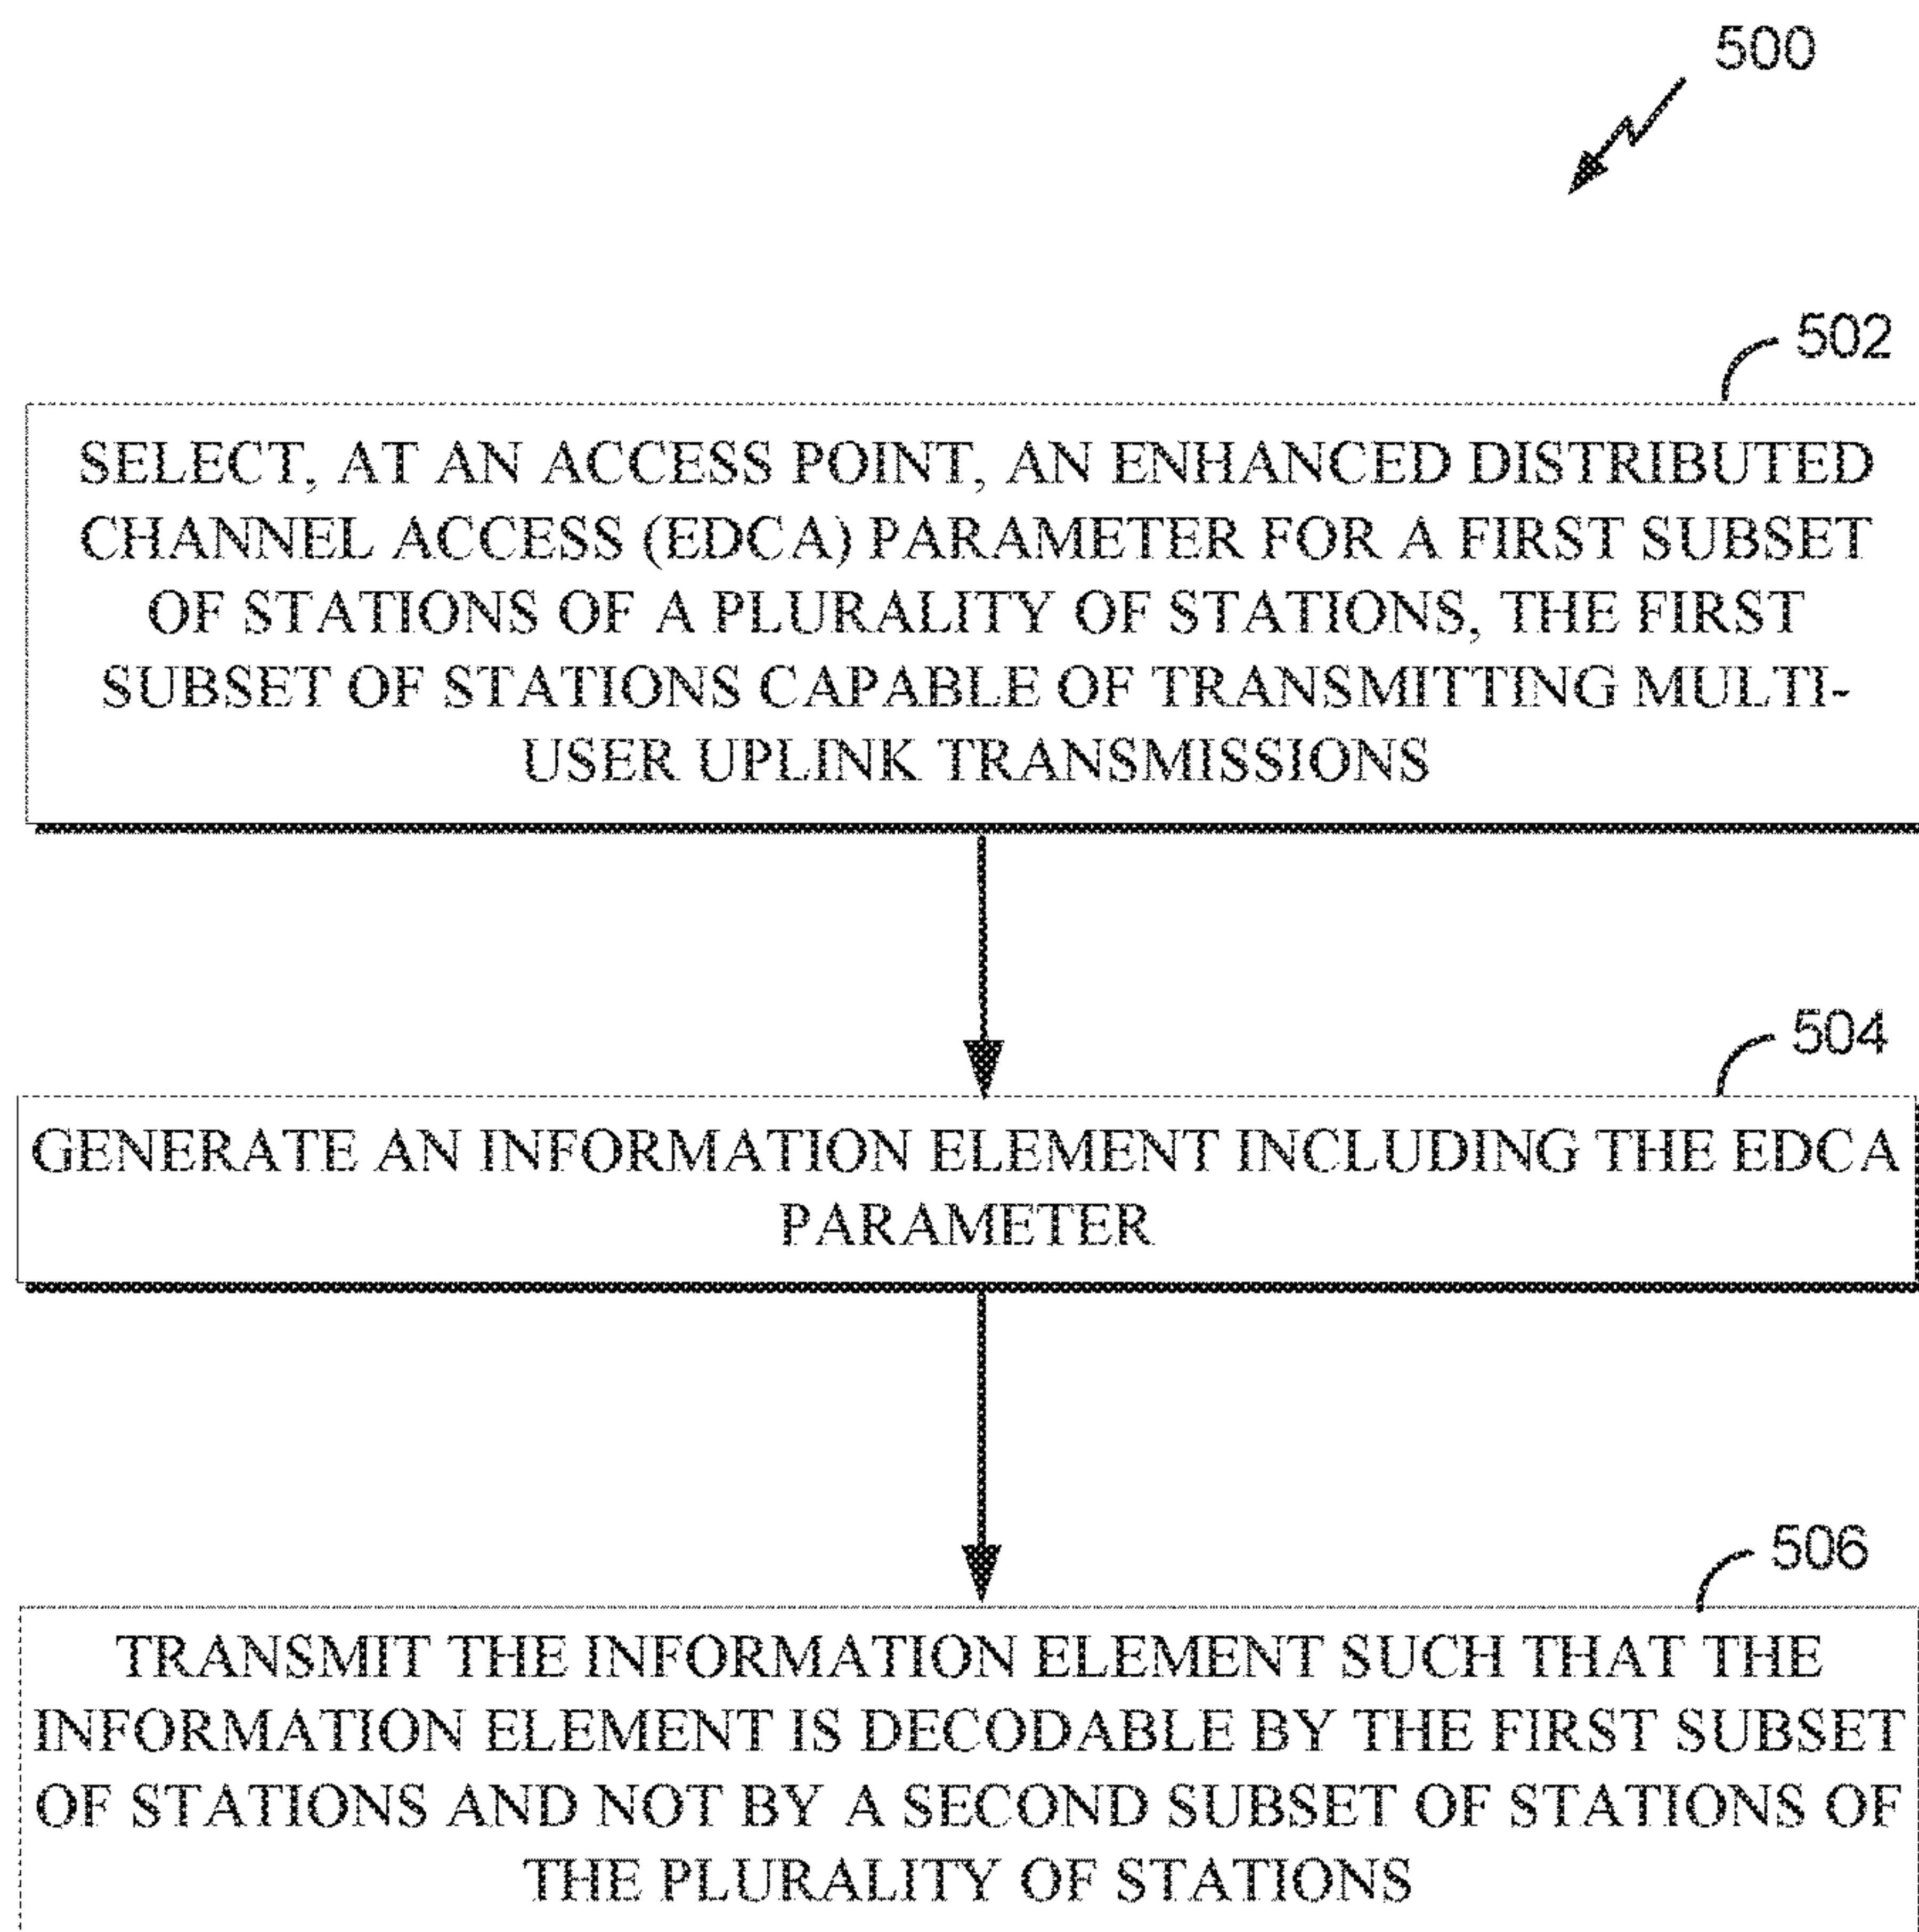 500
502
SELECT, AT AN ACCESS POINT, AN ENHANCED DISTRIBUTED
CHANNEL ACCESS (EDCA) PARAMETER FOR A FIRST SUBSET
OF STATIONS OF A PLURALITY OF STATIONS, THE FIRST
SUBSET OF STATIONS CAPABLE OF TRANSMITTING MULTI-
USER UPLINK TRANSMISSIONS
504
GENERATE AN INFORMATION ELEMENT INCLUDING THE EDCA
PARAMETER
506
TRANSMIT THE INFORMATION ELEMENT SUCH THAT THE
INFORMATION ELEMENT IS DECODABLE BY THE FIRST SUBSET
OF STATIONS AND NOT BY A SECOND SUBSET OF STATIONS OF
THE PLURALITY OF STATIONS